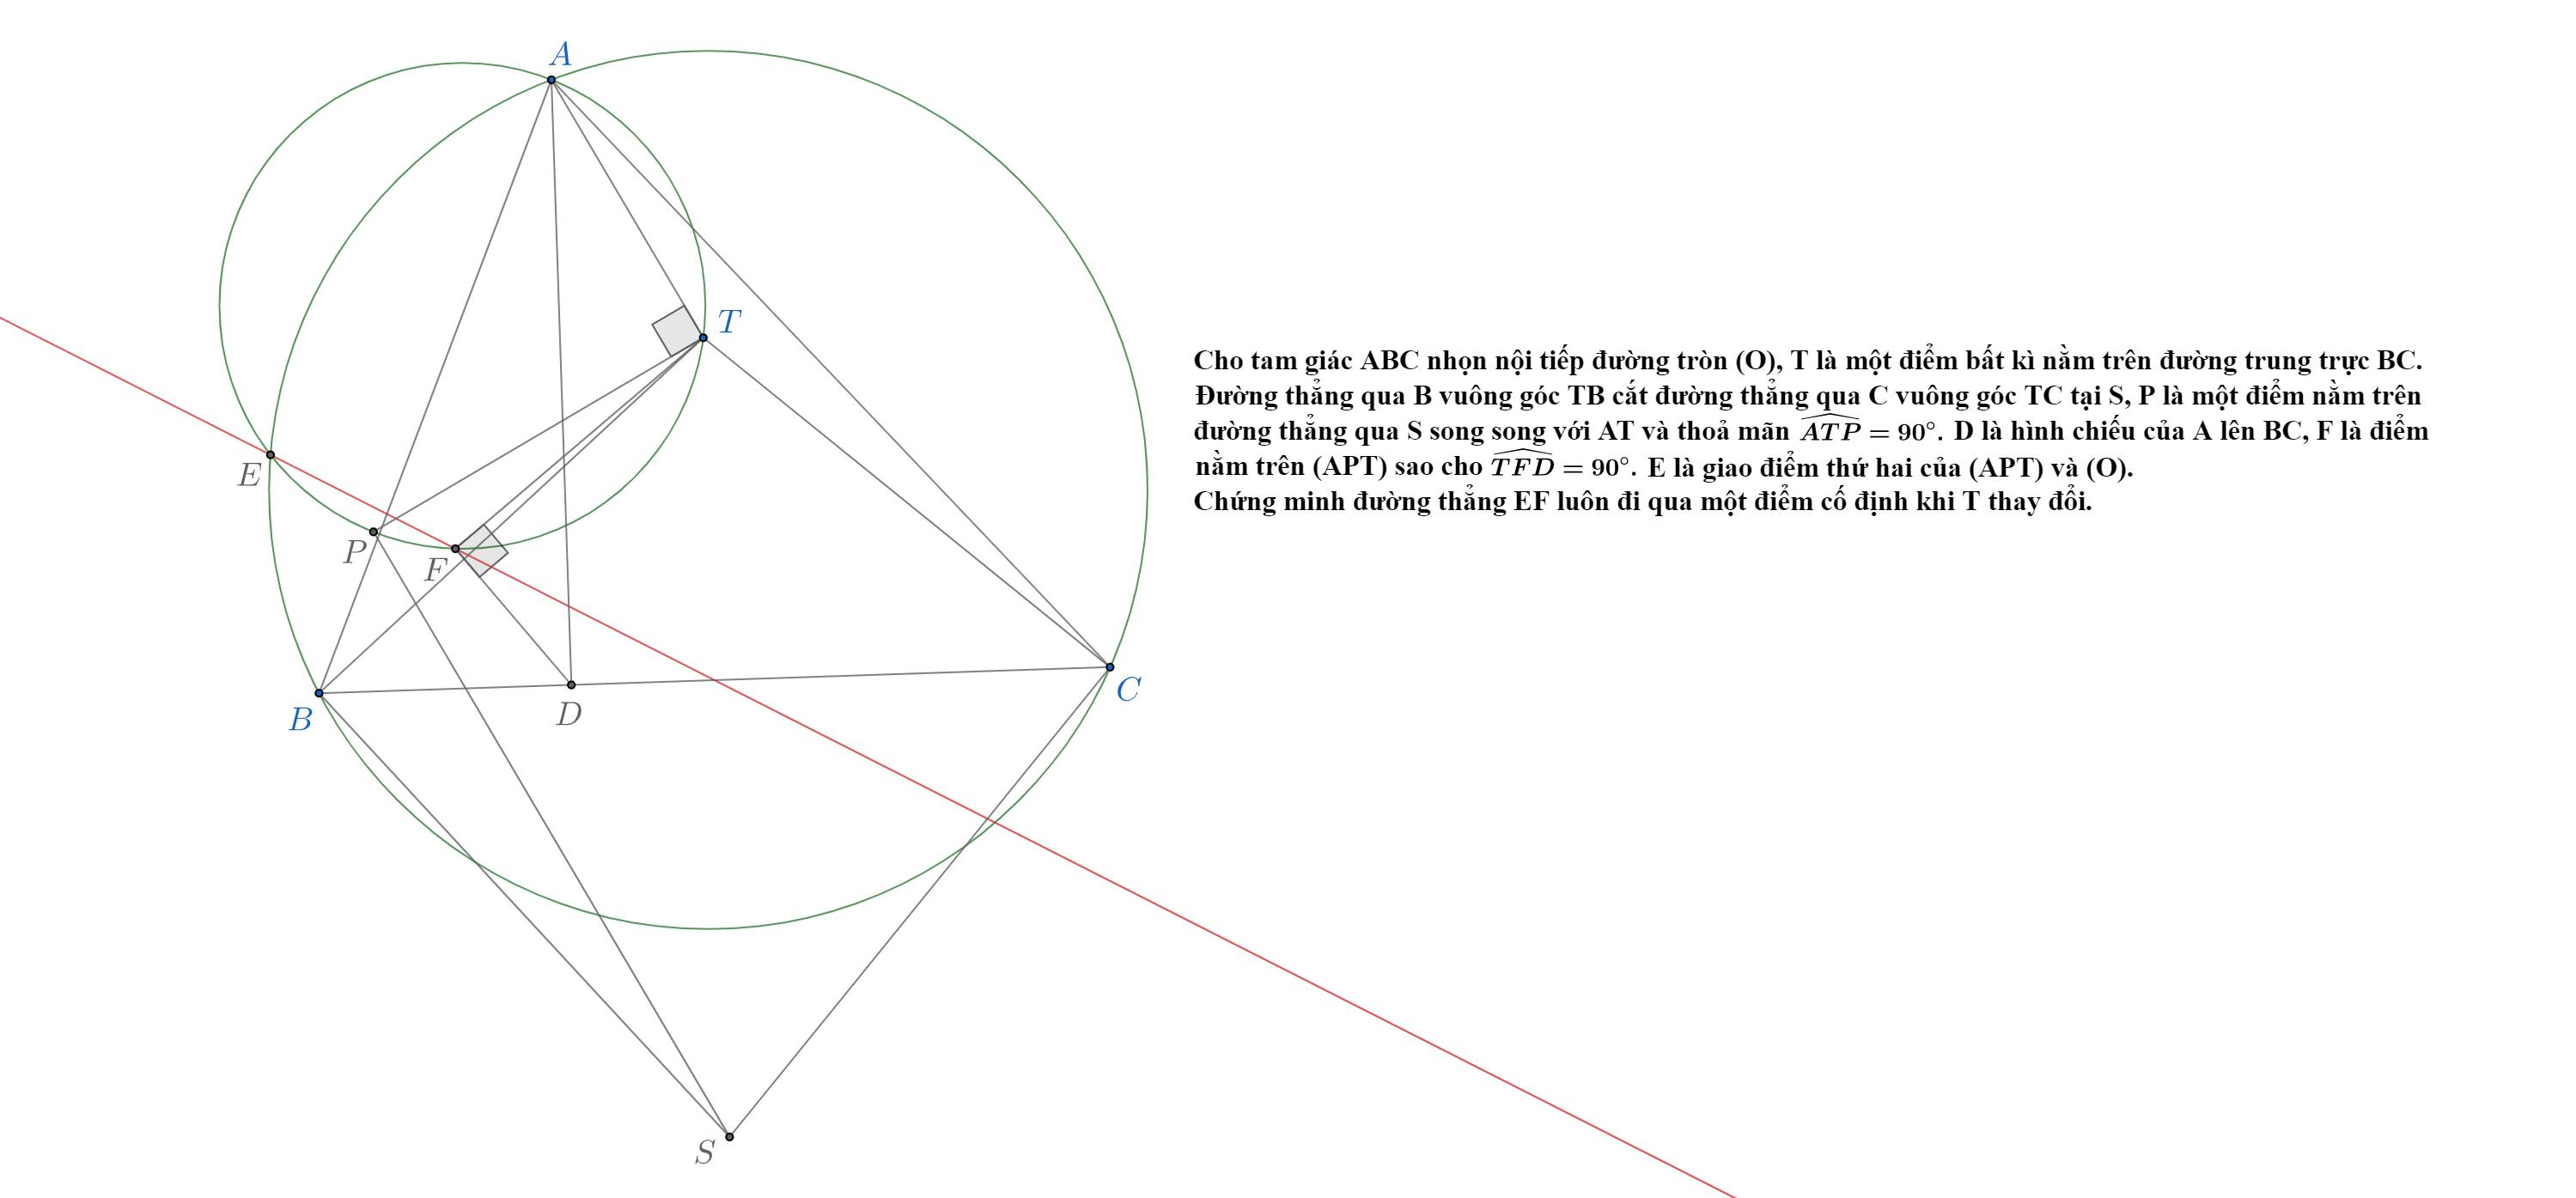 A
T
E
P
F
B
D
C
S
Cho tam giác ABC nhọn nội tiếp đường tròn (O), T là một điểm bất kì nằm trên đường trung trực BC.
Đường thẳng qua B vuông góc TB cắt đường thẳng qua C vuông góc TC tại S, P là một điểm nằm trên
đường thẳng qua S song song với AT và thoả mãn $\widehat{ATP} = 90°$. D là hình chiếu của A lên BC, F là điểm
nằm trên (APT) sao cho $\widehat{TFD} = 90°$. E là giao điểm thứ hai của (APT) và (O).
Chứng minh đường thẳng EF luôn đi qua một điểm cố định khi T thay đổi.